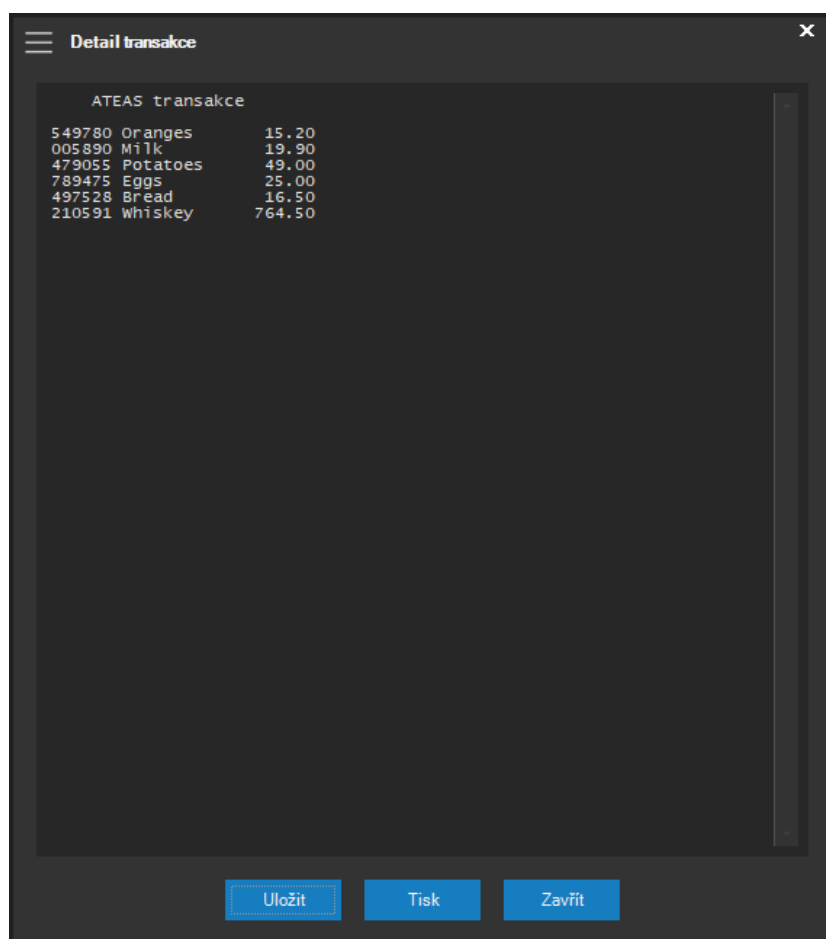 Detail transakce
x
ATEAS transakce
549780 Oranges 15.20
005890 Milk 19.90
479055 Potatoes 49.00
789475 Eggs 25.00
497528 Bread 16.50
210591 Whiskey 764.50
Uložit Tisk Zavřít